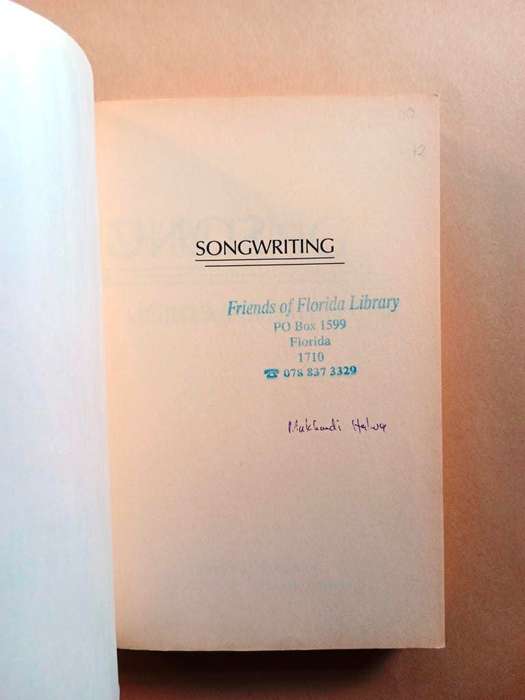 SONGWRITING
Friends of Florida Library
PO Box 1599
Florida
1710
☎ 078 837 3329